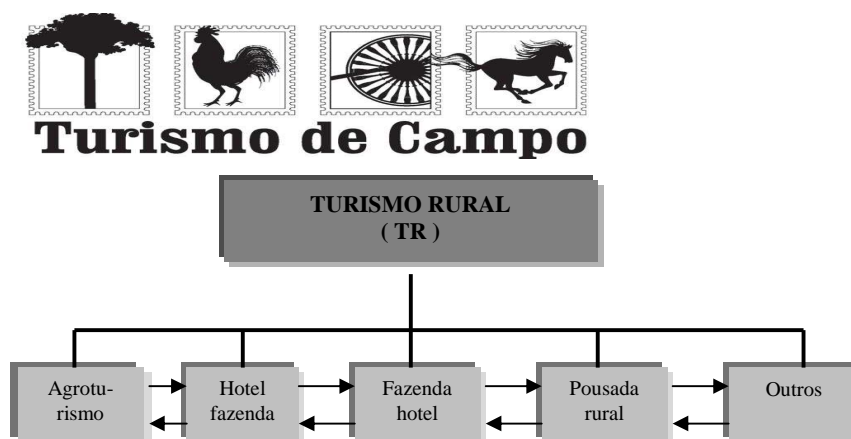 Turismo de Campo
TURISMO RURAL
( TR )
Agrotu-
rismo
Hotel
fazenda
Fazenda
hotel
Pousada
rural
Outros